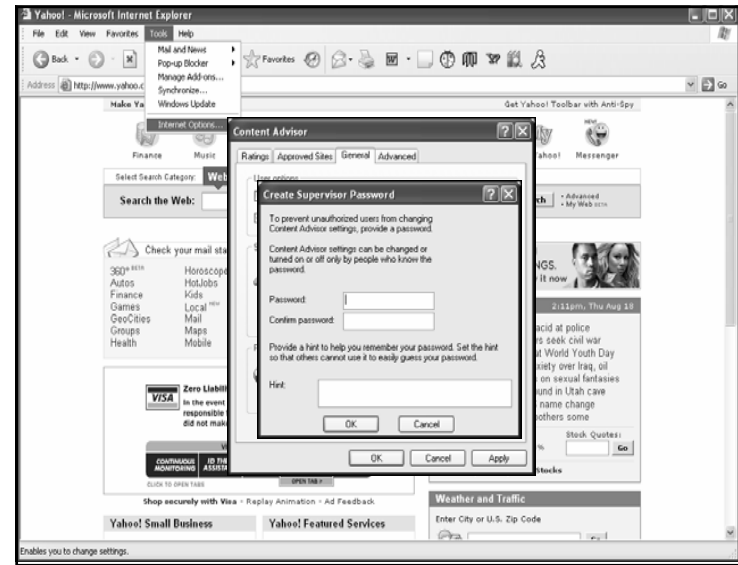 Yahoo! - Microsoft Internet Explorer
File Edit View Favorites Tools Help
Back Favorites
Mail and News
Pop-up Blocker
Manage Add-ons...
Synchronize...
Windows Update
Internet Options...
Address http://www.yahoo.c Go
Make Ya Get Yahoo! Toolbar with Anti-Spy
NEW!
Finance Music ahoo! Messenger
Select Search Category: Web
Search the Web: ch Advanced
My Web BETA
Content Advisor
Ratings Approved Sites General Advanced
User options
Create Supervisor Password
To prevent unauthorized users from changing
Content Advisor settings, provide a password.
Content Advisor settings can be changed or
turned on or off only by people who know the
password.
Password:
Confirm password:
Provide a hint to help you remember your password. Set the hint
so that others cannot use it to easily guess your password.
Hint:
OK Cancel
OK Cancel Apply
Check your mail sta
360° BETA Horoscope
Autos HotJobs
Finance Kids
Games Local NEW
GeoCities Mail
Groups Maps
Health Mobile
NGS.
it now
2:11pm, Thu Aug 18
acid at police
rs seek civil war
at World Youth Day
xiety over Iraq, oil
on sexual fantasies
und in Utah cave
name change
others some
Stock Quotes:
% Go
Stocks
VISA Zero Liabili
In the event
responsible
did not mak
CONTINUOUS MONITORING ID THE ASSISTA
CLICK TO OPEN TABS OPEN TAB
Shop securely with Visa - Replay Animation - Ad Feedback
Yahoo! Small Business Yahoo! Featured Services
Weather and Traffic
Enter City or U.S. Zip Code
Enables you to change settings.